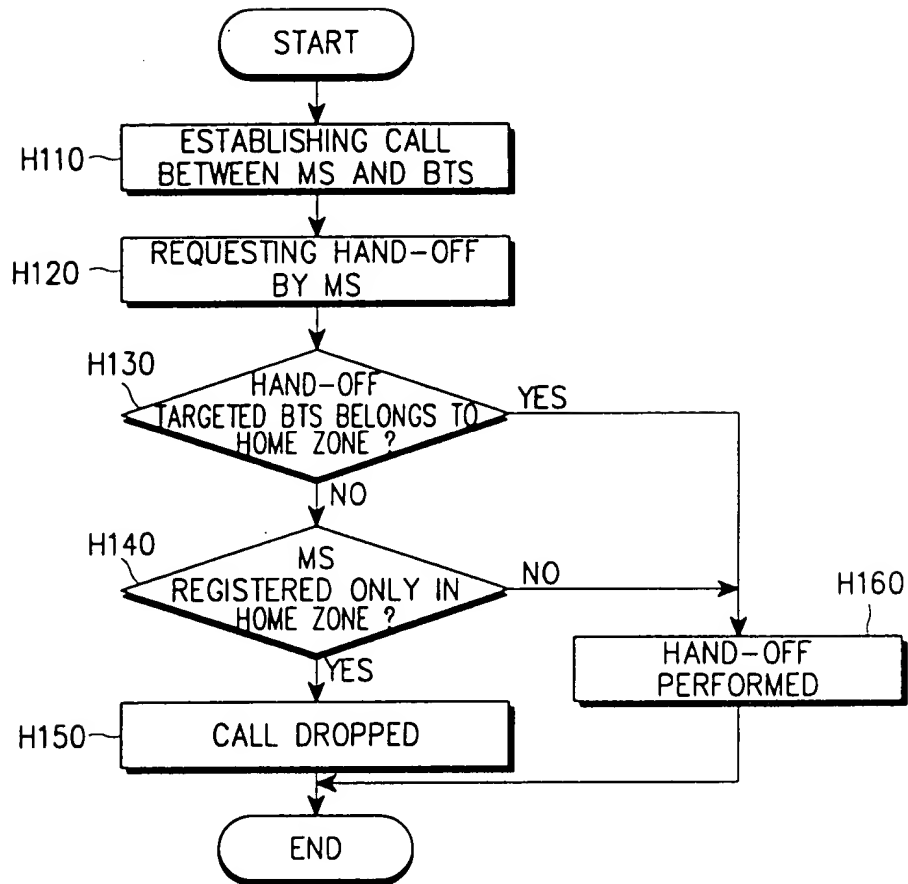 START
H110
ESTABLISHING CALL
BETWEEN MS AND BTS
H120
REQUESTING HAND-OFF
BY MS
H130
HAND-OFF
TARGETED BTS BELONGS TO
HOME ZONE ?
YES
NO
H140
MS
REGISTERED ONLY IN
HOME ZONE ?
NO
YES
H160
HAND-OFF
PERFORMED
H150
CALL DROPPED
END